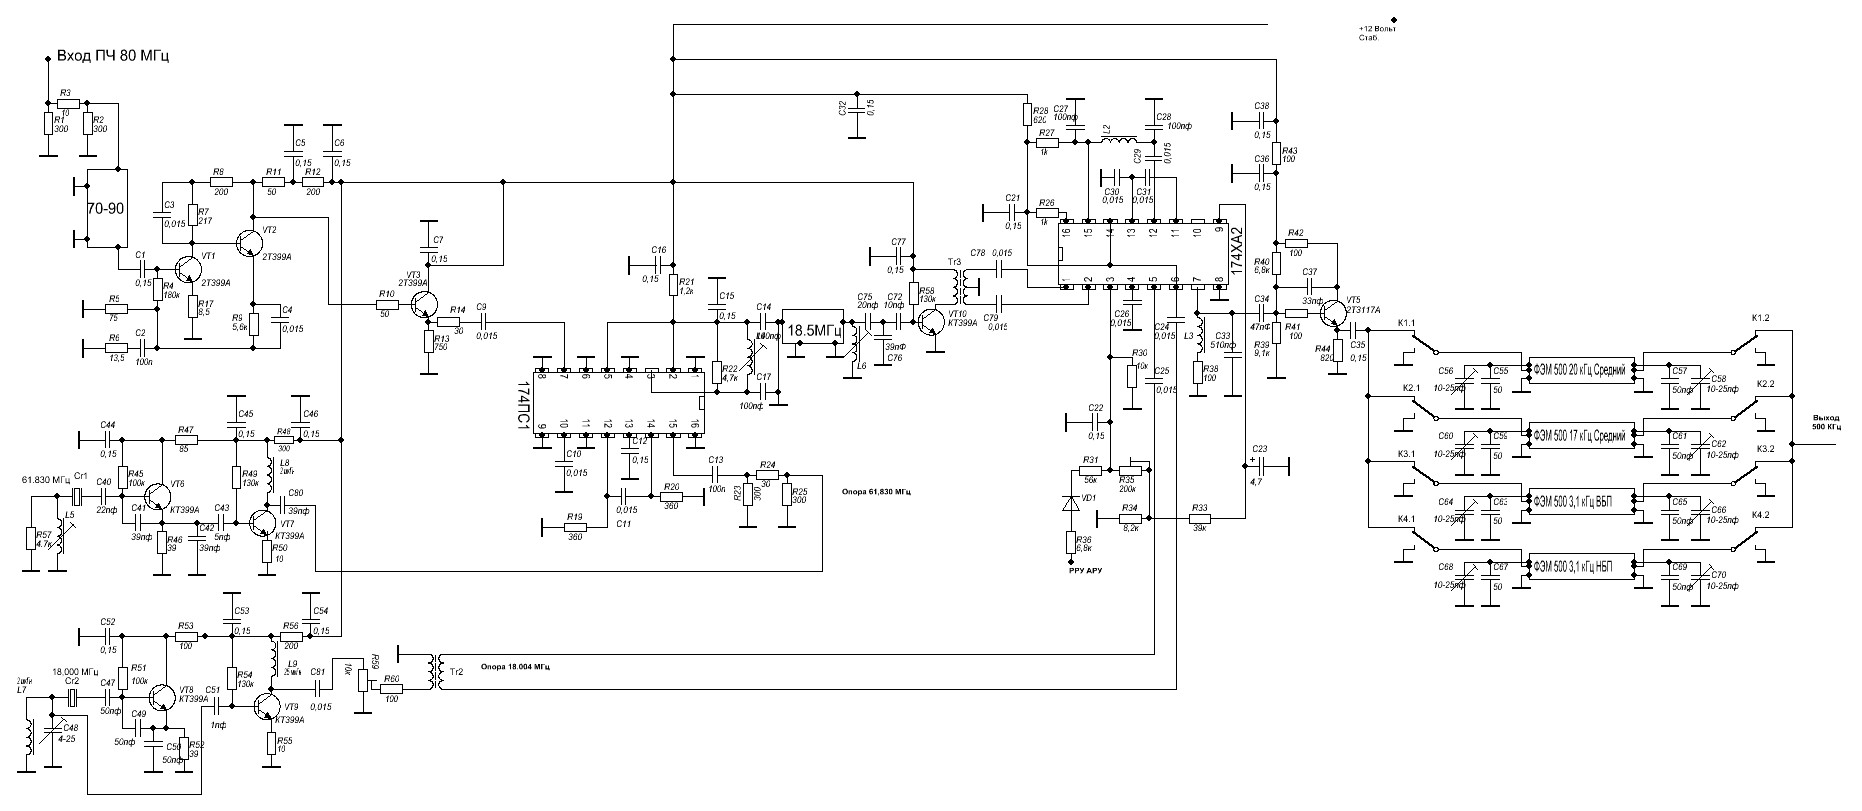 Вход ПЧ 80 МГц
+12 Вольт
Стаб.
R3
10
R1
300
R2
300
70-90
C5
0,15
C6
0,15
R8
200
R11
50
R12
200
C3
0,015
R7
217
VT2
2T399A
C1
0,15
VT1
2T399A
R4
180к
R17
8,5
R5
75
R6
13,5
C2
100n
R9
5,6к
C4
0,015
C7
0,15
VT3
2T399A
R10
50
R14
30
C9
0,015
R13
750
C16
0,15
R21
1,2к
C15
0,15
C14
100пф
L4
R22
4,7к
C17
100пф
18.5МГц
L6
C75
20пф
C72
10пф
39пФ
C76
C77
0,15
R58
130к
VT10
KT399A
Tr3
C78
0,015
C79
0,015
C32
0,15
R28
620
C27
100пф
L2
C28
100пф
R27
1к
C29
0,015
C30
0,015
C31
0,015
C21
0,15
R26
1к
16
15
14
13
12
11
10
9
174ХА2
1
2
3
4
5
6
7
8
C26
0,015
C24
0,015
C25
0,015
R30
10к
L3
R38
100
C33
510пф
C34
47пФ
C38
0,15
R43
100
C36
0,15
R42
100
R40
6,8к
C37
33пф
R41
100
R39
9,1к
VT5
2T3117A
R44
820
C35
0,15
C22
0,15
R31
56к
R35
200к
VD1
R34
8,2к
R33
39к
R36
6,8к
РРУ АРУ
C23
+
4,7
174ПС1
8
7
6
5
4
3
2
1
9
10
11
12
13
14
15
16
C10
0,015
C12
0,15
C13
100n
R24
30
R23
300
R25
300
R20
360
0,015
C11
R19
360
Опора 61,830 МГц
C44
0,15
R47
85
C45
0,15
C46
0,15
R48
300
R45
100к
61.830 МГц
Cr1
C40
22пф
VT6
KT399A
R49
130к
L8
2мкГн
C80
39пф
L5
R57
4.7к
C41
39пф
R46
39
C42
39пф
C43
5пф
VT7
KT399A
R50
10
C52
0,15
R53
100
C53
0,15
C54
0,15
R56
200
R51
100к
18,000 МГц
Cr2
2мкГн
L7
C47
50пф
VT8
KT399A
C48
4-25
C49
50пф
C50
50пф
R52
39
C51
1пф
R54
130к
L9
25мкГн
VT9
KT399A
R55
10
C81
0,015
R59
10к
R60
100
Tr2
Опора 18.004 МГц
K1.1
K1.2
C56
10-25пф
C55
50
ФЭМ 500 20 кГц Средний
C57
50пф
C58
10-25пф
K2.1
K2.2
C60
10-25пф
C59
50
ФЭМ 500 17 кГц Средний
C61
50пф
C62
10-25пф
Выход
500 КГц
K3.1
K3.2
C64
10-25пф
C63
50
ФЭМ 500 3,1 кГц ВБП
C65
50пф
C66
10-25пф
K4.1
K4.2
C68
10-25пф
C67
50
ФЭМ 500 3,1 кГц НБП
C69
50пф
C70
10-25пф